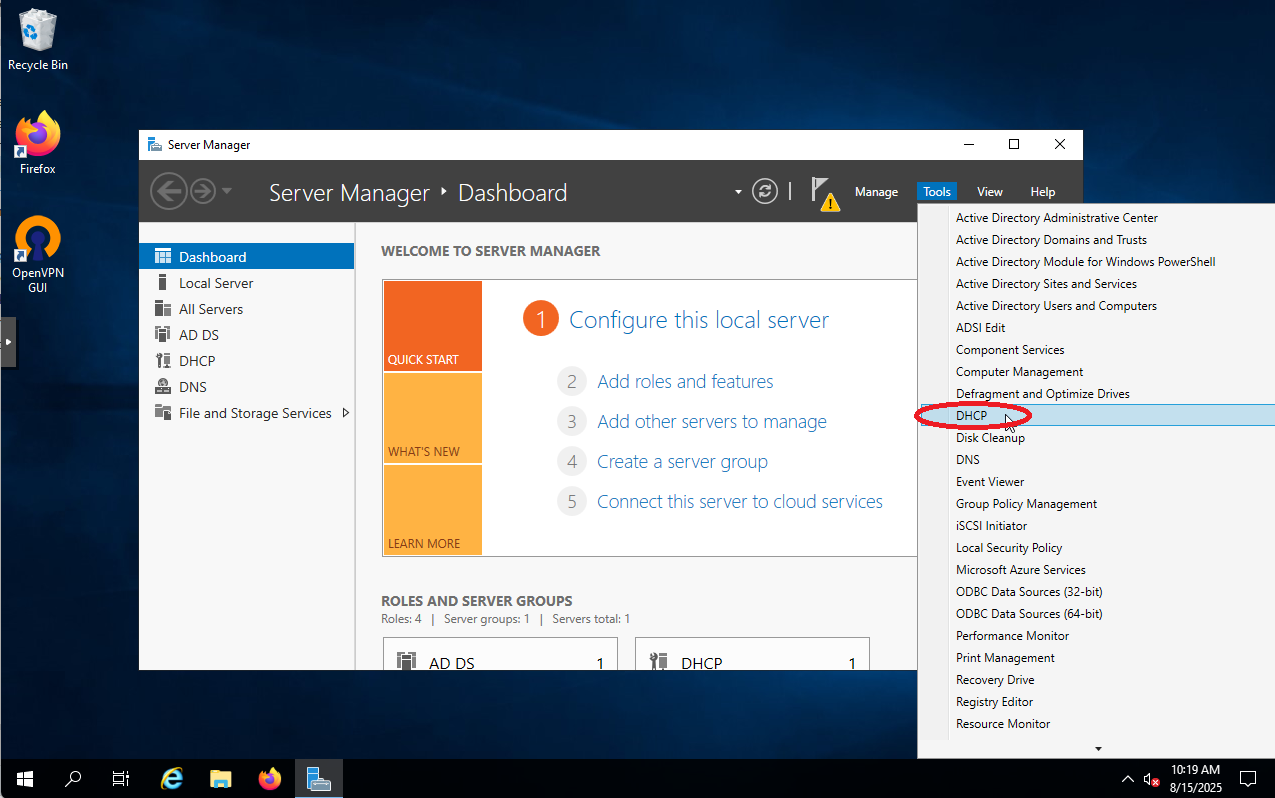 Recycle Bin
Firefox
OpenVPN
GUI
Server Manager
Server Manager
Dashboard
Manage
Tools
View
Help
Dashboard
Local Server
All Servers
AD DS
DHCP
DNS
File and Storage Services
WELCOME TO SERVER MANAGER
QUICK START
WHAT'S NEW
LEARN MORE
1 Configure this local server
2 Add roles and features
3 Add other servers to manage
4 Create a server group
5 Connect this server to cloud services
ROLES AND SERVER GROUPS
Roles: 4 | Server groups: 1 | Servers total: 1
AD DS 1
DHCP 1
Active Directory Administrative Center
Active Directory Domains and Trusts
Active Directory Module for Windows PowerShell
Active Directory Sites and Services
Active Directory Users and Computers
ADSI Edit
Component Services
Computer Management
Defragment and Optimize Drives
DHCP
Disk Cleanup
DNS
Event Viewer
Group Policy Management
iSCSI Initiator
Local Security Policy
Microsoft Azure Services
ODBC Data Sources (32-bit)
ODBC Data Sources (64-bit)
Performance Monitor
Print Management
Recovery Drive
Registry Editor
Resource Monitor
10:19 AM
8/15/2025